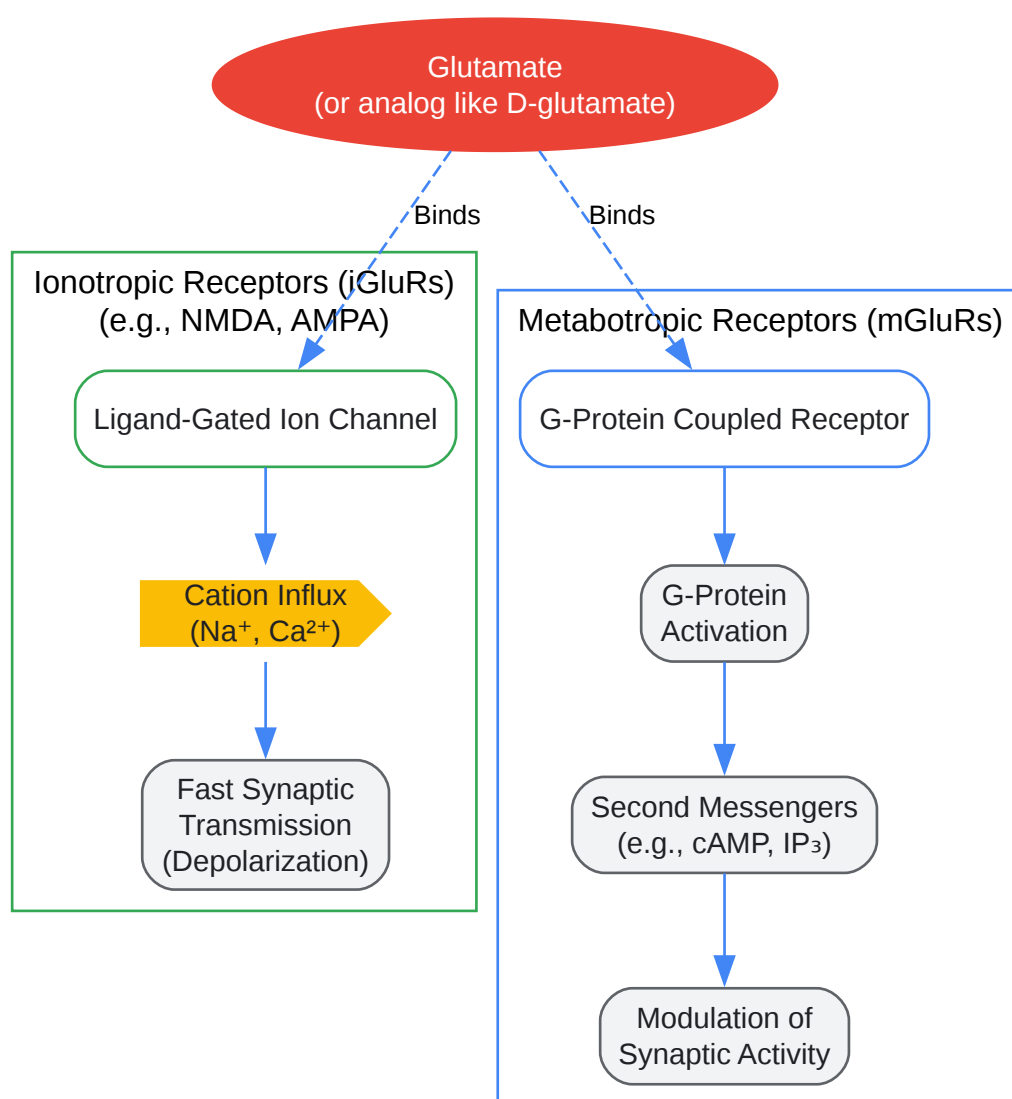 Glutamate
(or analog like D-glutamate)
Binds
Binds
Ionotropic Receptors (iGluRs)
(e.g., NMDA, AMPA)
Ligand-Gated Ion Channel
Cation Influx
(Na⁺, Ca²⁺)
Fast Synaptic
Transmission
(Depolarization)
Metabotropic Receptors (mGluRs)
G-Protein Coupled Receptor
G-Protein
Activation
Second Messengers
(e.g., cAMP, IP₃)
Modulation of
Synaptic Activity